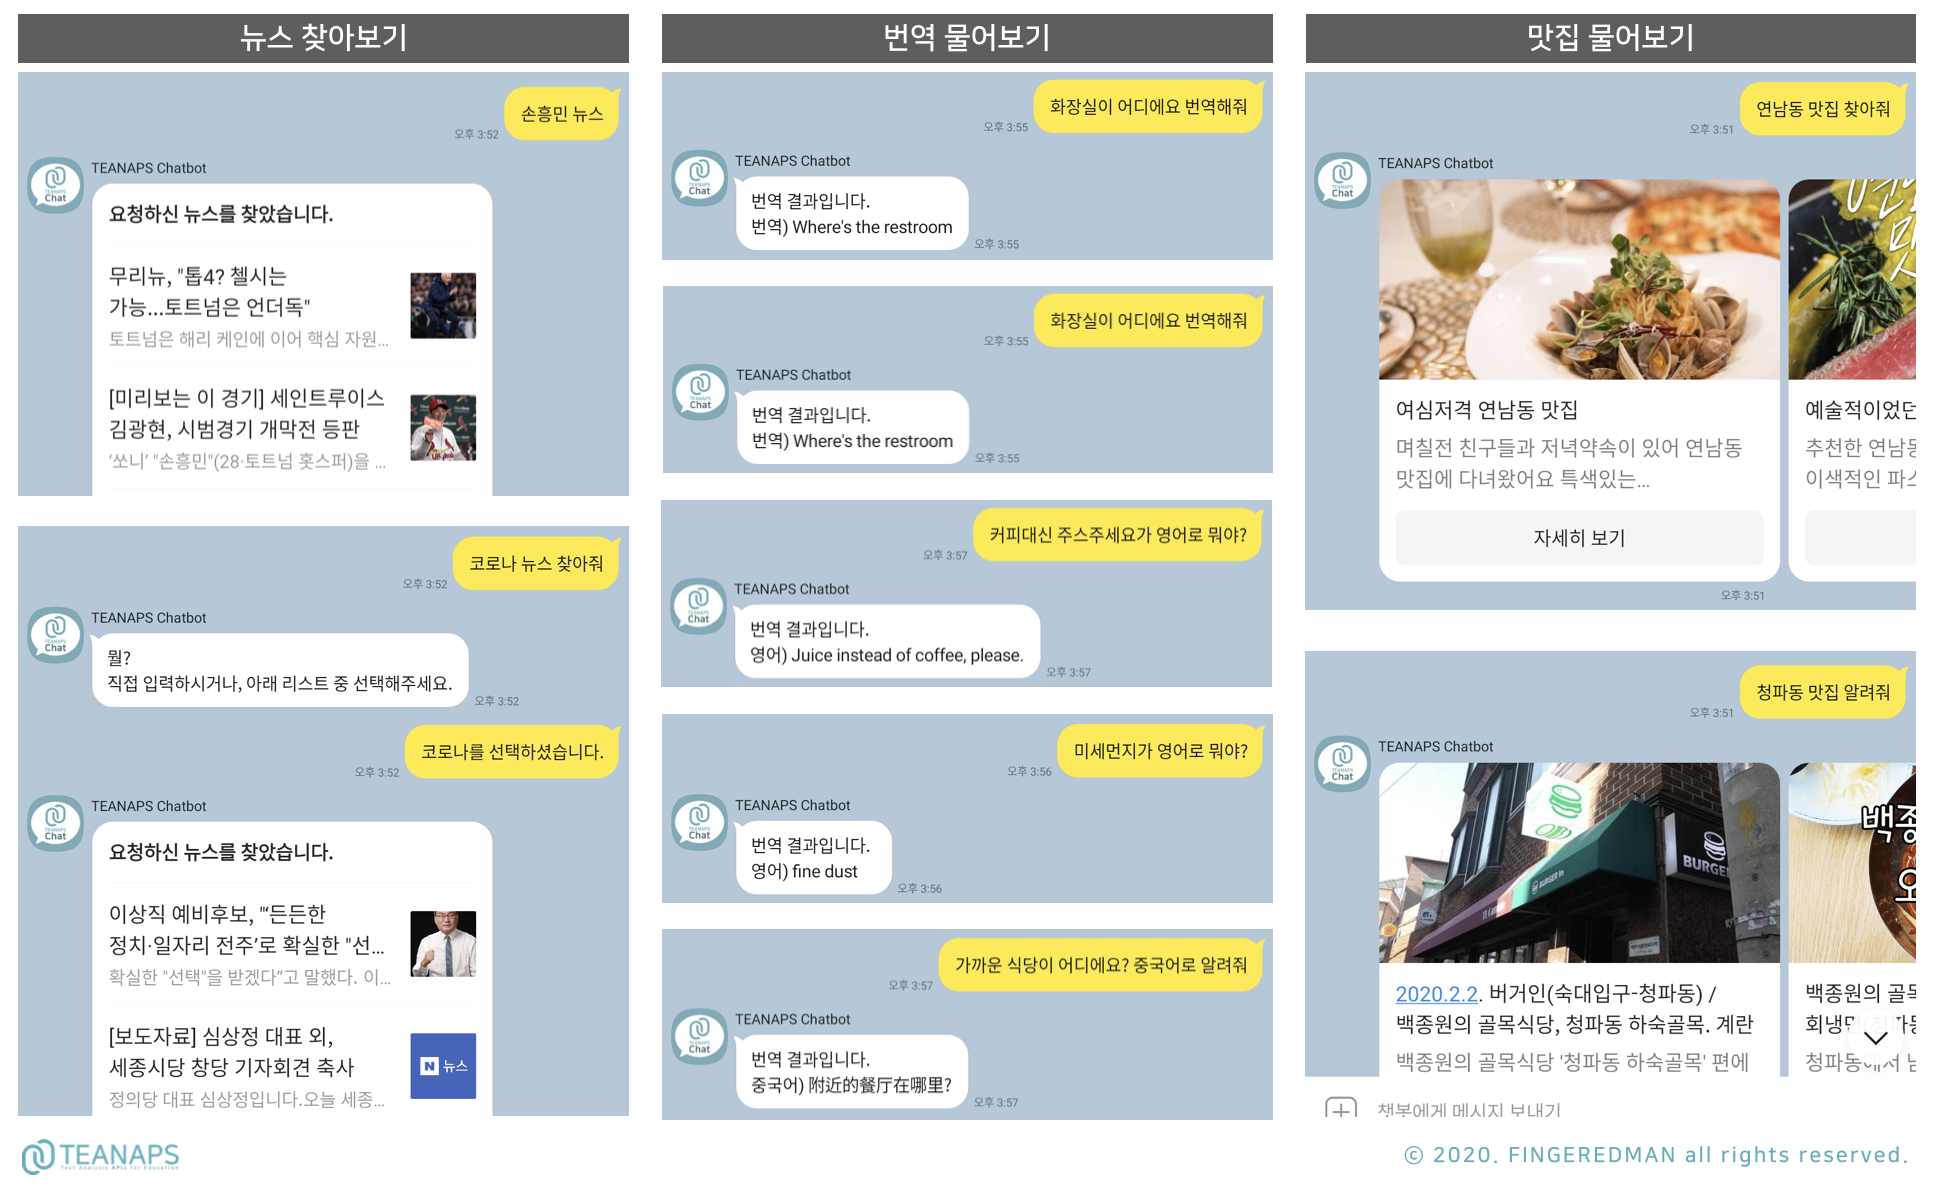 뉴스 찾아보기
손흥민 뉴스
오후 3:52
TEANAPS Chatbot
TEANAPS
Chat
요청하신 뉴스를 찾았습니다.
무리뉴, "톱4? 첼시는
가능...토트넘은 언더독"
토트넘은 해리 케인에 이어 핵심 자원...
[미리보는 이 경기] 세인트루이스
김광현, 시범경기 개막전 등판
‘쏘니’ "손흥민"(28·토트넘 홋스퍼)을 ...
코로나 뉴스 찾아줘
오후 3:52
TEANAPS Chatbot
TEANAPS
Chat
뭘?
직접 입력하시거나, 아래 리스트 중 선택해주세요.
오후 3:52
코로나를 선택하셨습니다.
오후 3:52
TEANAPS Chatbot
TEANAPS
Chat
요청하신 뉴스를 찾았습니다.
이상직 예비후보, "‘든든한
정치·일자리 전주’로 확실한 "선...
확실한 "선택"을 받겠다”고 말했다. 이...
[보도자료] 심상정 대표 외,
세종시당 창당 기자회견 축사
정의당 대표 심상정입니다.오늘 세종...
N 뉴스
번역 물어보기
화장실이 어디에요 번역해줘
오후 3:55
TEANAPS Chatbot
TEANAPS
Chat
번역 결과입니다.
번역) Where's the restroom
오후 3:55
화장실이 어디에요 번역해줘
오후 3:55
TEANAPS Chatbot
TEANAPS
Chat
번역 결과입니다.
번역) Where's the restroom
오후 3:55
커피대신 주스주세요가 영어로 뭐야?
오후 3:57
TEANAPS Chatbot
TEANAPS
Chat
번역 결과입니다.
영어) Juice instead of coffee, please.
오후 3:57
미세먼지가 영어로 뭐야?
오후 3:56
TEANAPS Chatbot
TEANAPS
Chat
번역 결과입니다.
영어) fine dust
오후 3:56
가까운 식당이 어디에요? 중국어로 알려줘
오후 3:57
TEANAPS Chatbot
TEANAPS
Chat
번역 결과입니다.
중국어) 附近的餐厅在哪里?
오후 3:57
맛집 물어보기
연남동 맛집 찾아줘
오후 3:51
TEANAPS Chatbot
TEANAPS
Chat
여심저격 연남동 맛집
며칠전 친구들과 저녁약속이 있어 연남동
맛집에 다녀왔어요 특색있는...
자세히 보기
예술적이었던
추천한 연남동
이색적인 파스
오후 3:51
청파동 맛집 알려줘
오후 3:51
TEANAPS Chatbot
TEANAPS
Chat
BURGER in
BURGER
백종
2020.2.2. 버거인(숙대입구-청파동) /
백종원의 골목식당, 청파동 하숙골목. 계란
백종원의 골목식당 '청파동 하숙골목' 편에
백종원의 골목
회냉면(청파동
챗봇에게 메시지 보내기
TEANAPS
Text Analysis APIs for Education
© 2020. FINGEREDMAN all rights reserved.